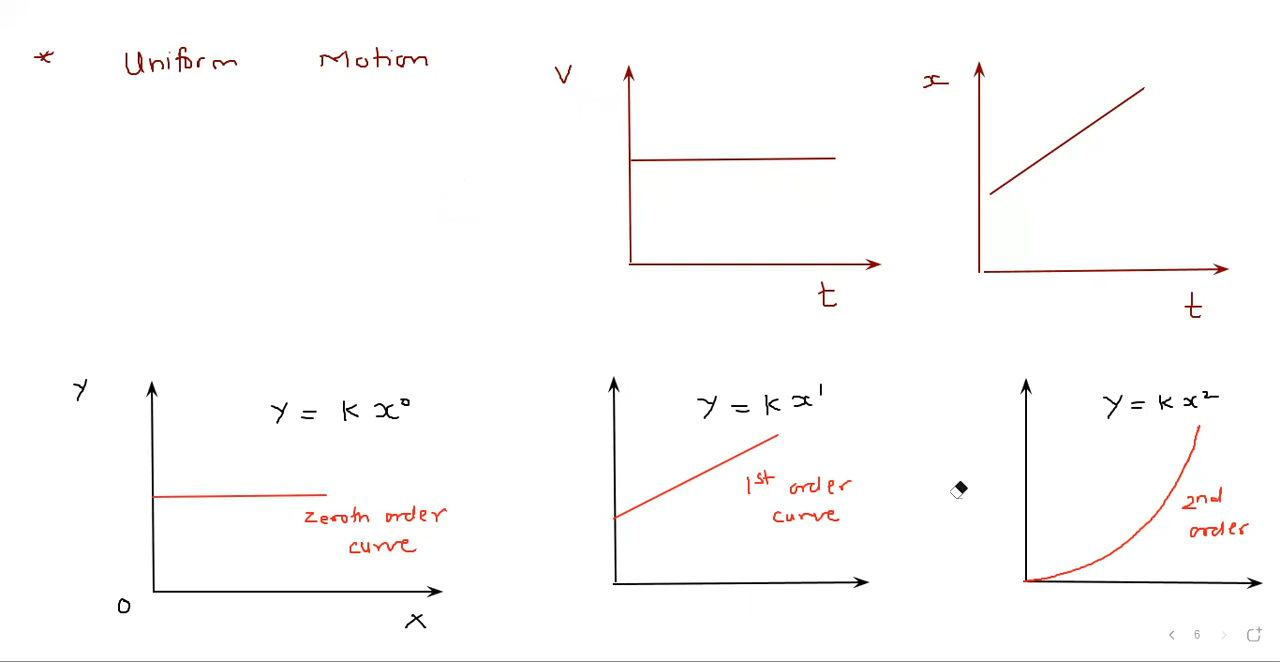 * Uniform Motion
V
t
x
t
Y
y = k x⁰
zeroth order
curve
0
X
y = k x¹
1st order
curve
y = k x²
2nd
order
6